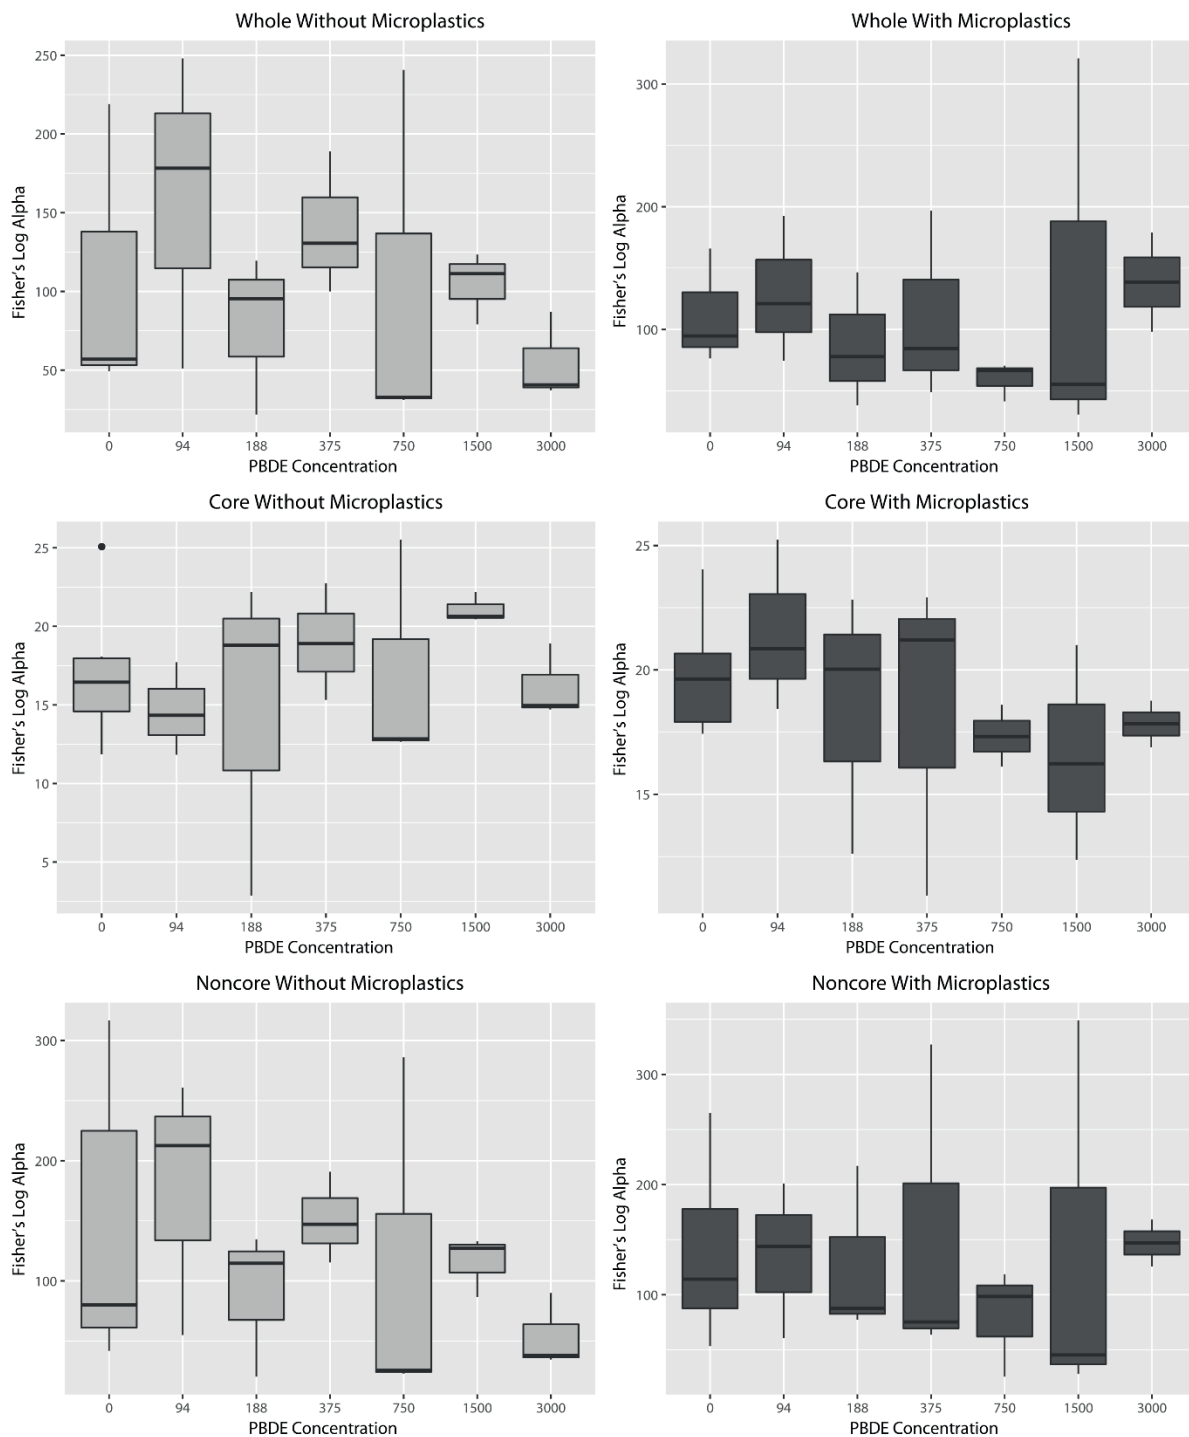 Whole Without Microplastics
Fisher's Log Alpha
250
200
150
100
50
0 94 188 375 750 1500 3000
PBDE Concentration
Whole With Microplastics
Fisher's Log Alpha
300
200
100
0 94 188 375 750 1500 3000
PBDE Concentration
Core Without Microplastics
Fisher's Log Alpha
25
20
15
10
5
0 94 188 375 750 1500 3000
PBDE Concentration
Core With Microplastics
Fisher's Log Alpha
25
20
15
0 94 188 375 750 1500 3000
PBDE Concentration
Noncore Without Microplastics
Fisher's Log Alpha
300
200
100
0 94 188 375 750 1500 3000
PBDE Concentration
Noncore With Microplastics
Fisher's Log Alpha
300
200
100
0 94 188 375 750 1500 3000
PBDE Concentration